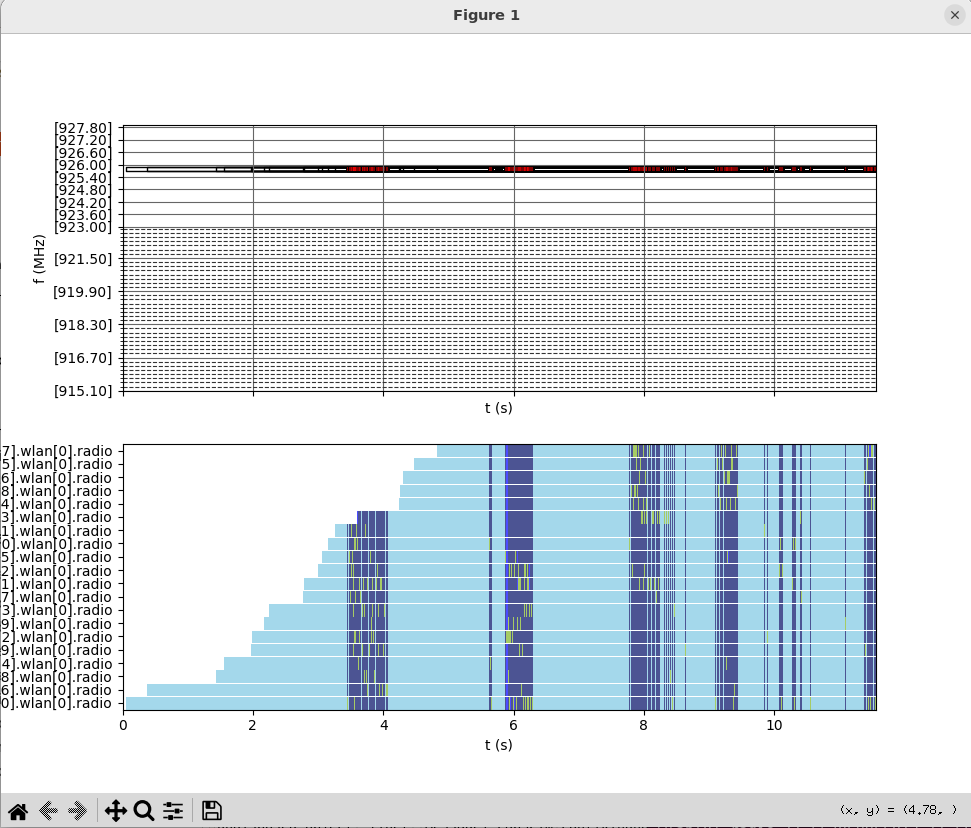 Figure 1
[927.80]
[927.20]
[926.60]
[926.00]
[925.40]
[924.80]
[924.20]
[923.60]
[923.00]
[921.50]
[919.90]
[918.30]
[916.70]
[915.10]
f (MHz)
t (s)
7].wlan[0].radio
5].wlan[0].radio
6].wlan[0].radio
8].wlan[0].radio
4].wlan[0].radio
3].wlan[0].radio
1].wlan[0].radio
0].wlan[0].radio
5].wlan[0].radio
2].wlan[0].radio
1].wlan[0].radio
7].wlan[0].radio
3].wlan[0].radio
9].wlan[0].radio
2].wlan[0].radio
9].wlan[0].radio
4].wlan[0].radio
8].wlan[0].radio
6].wlan[0].radio
0].wlan[0].radio
0 2 4 6 8 10
t (s)
(x, y) = (4.78, )